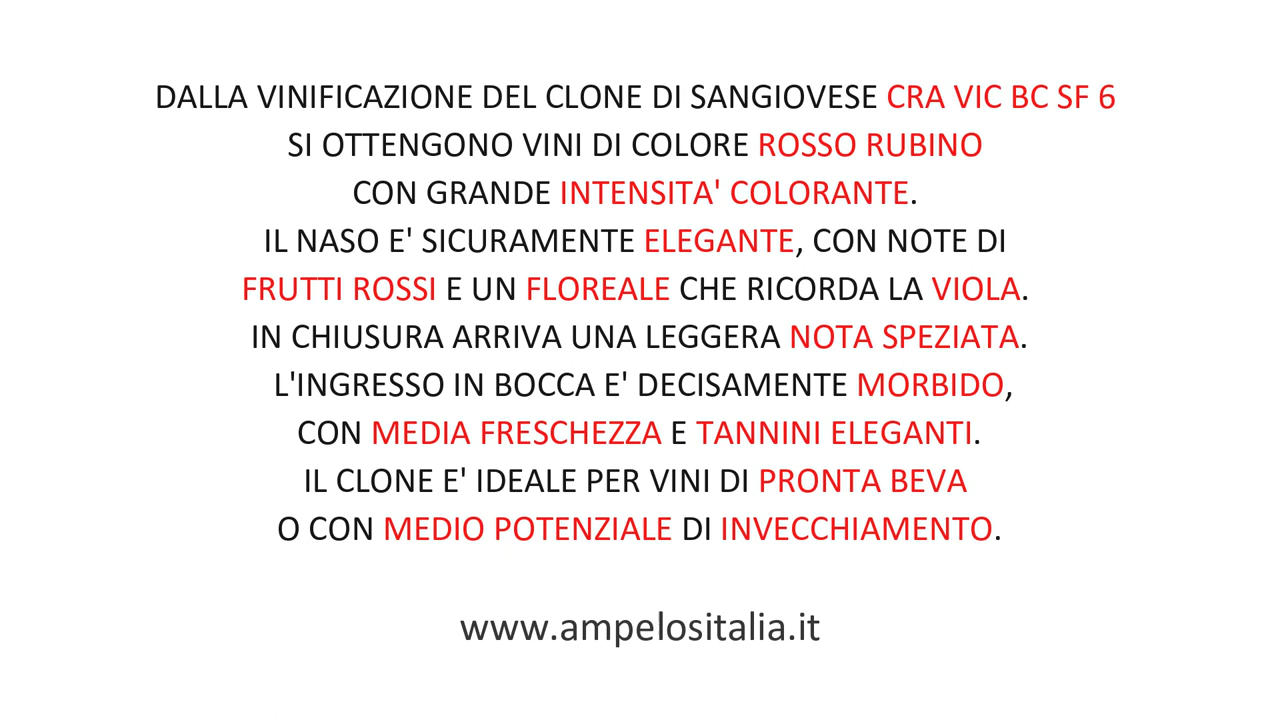 DALLA VINIFICAZIONE DEL CLONE DI SANGIOVESE CRA VIC BC SF 6
SI OTTENGONO VINI DI COLORE ROSSO RUBINO
CON GRANDE INTENSITA' COLORANTE.
IL NASO E' SICURAMENTE ELEGANTE, CON NOTE DI
FRUTTI ROSSI E UN FLOREALE CHE RICORDA LA VIOLA.
IN CHIUSURA ARRIVA UNA LEGGERA NOTA SPEZIATA.
L'INGRESSO IN BOCCA E' DECISAMENTE MORBIDO,
CON MEDIA FRESCHEZZA E TANNINI ELEGANTI.
IL CLONE E' IDEALE PER VINI DI PRONTA BEVA
O CON MEDIO POTENZIALE DI INVECCHIAMENTO.
www.ampelositalia.it